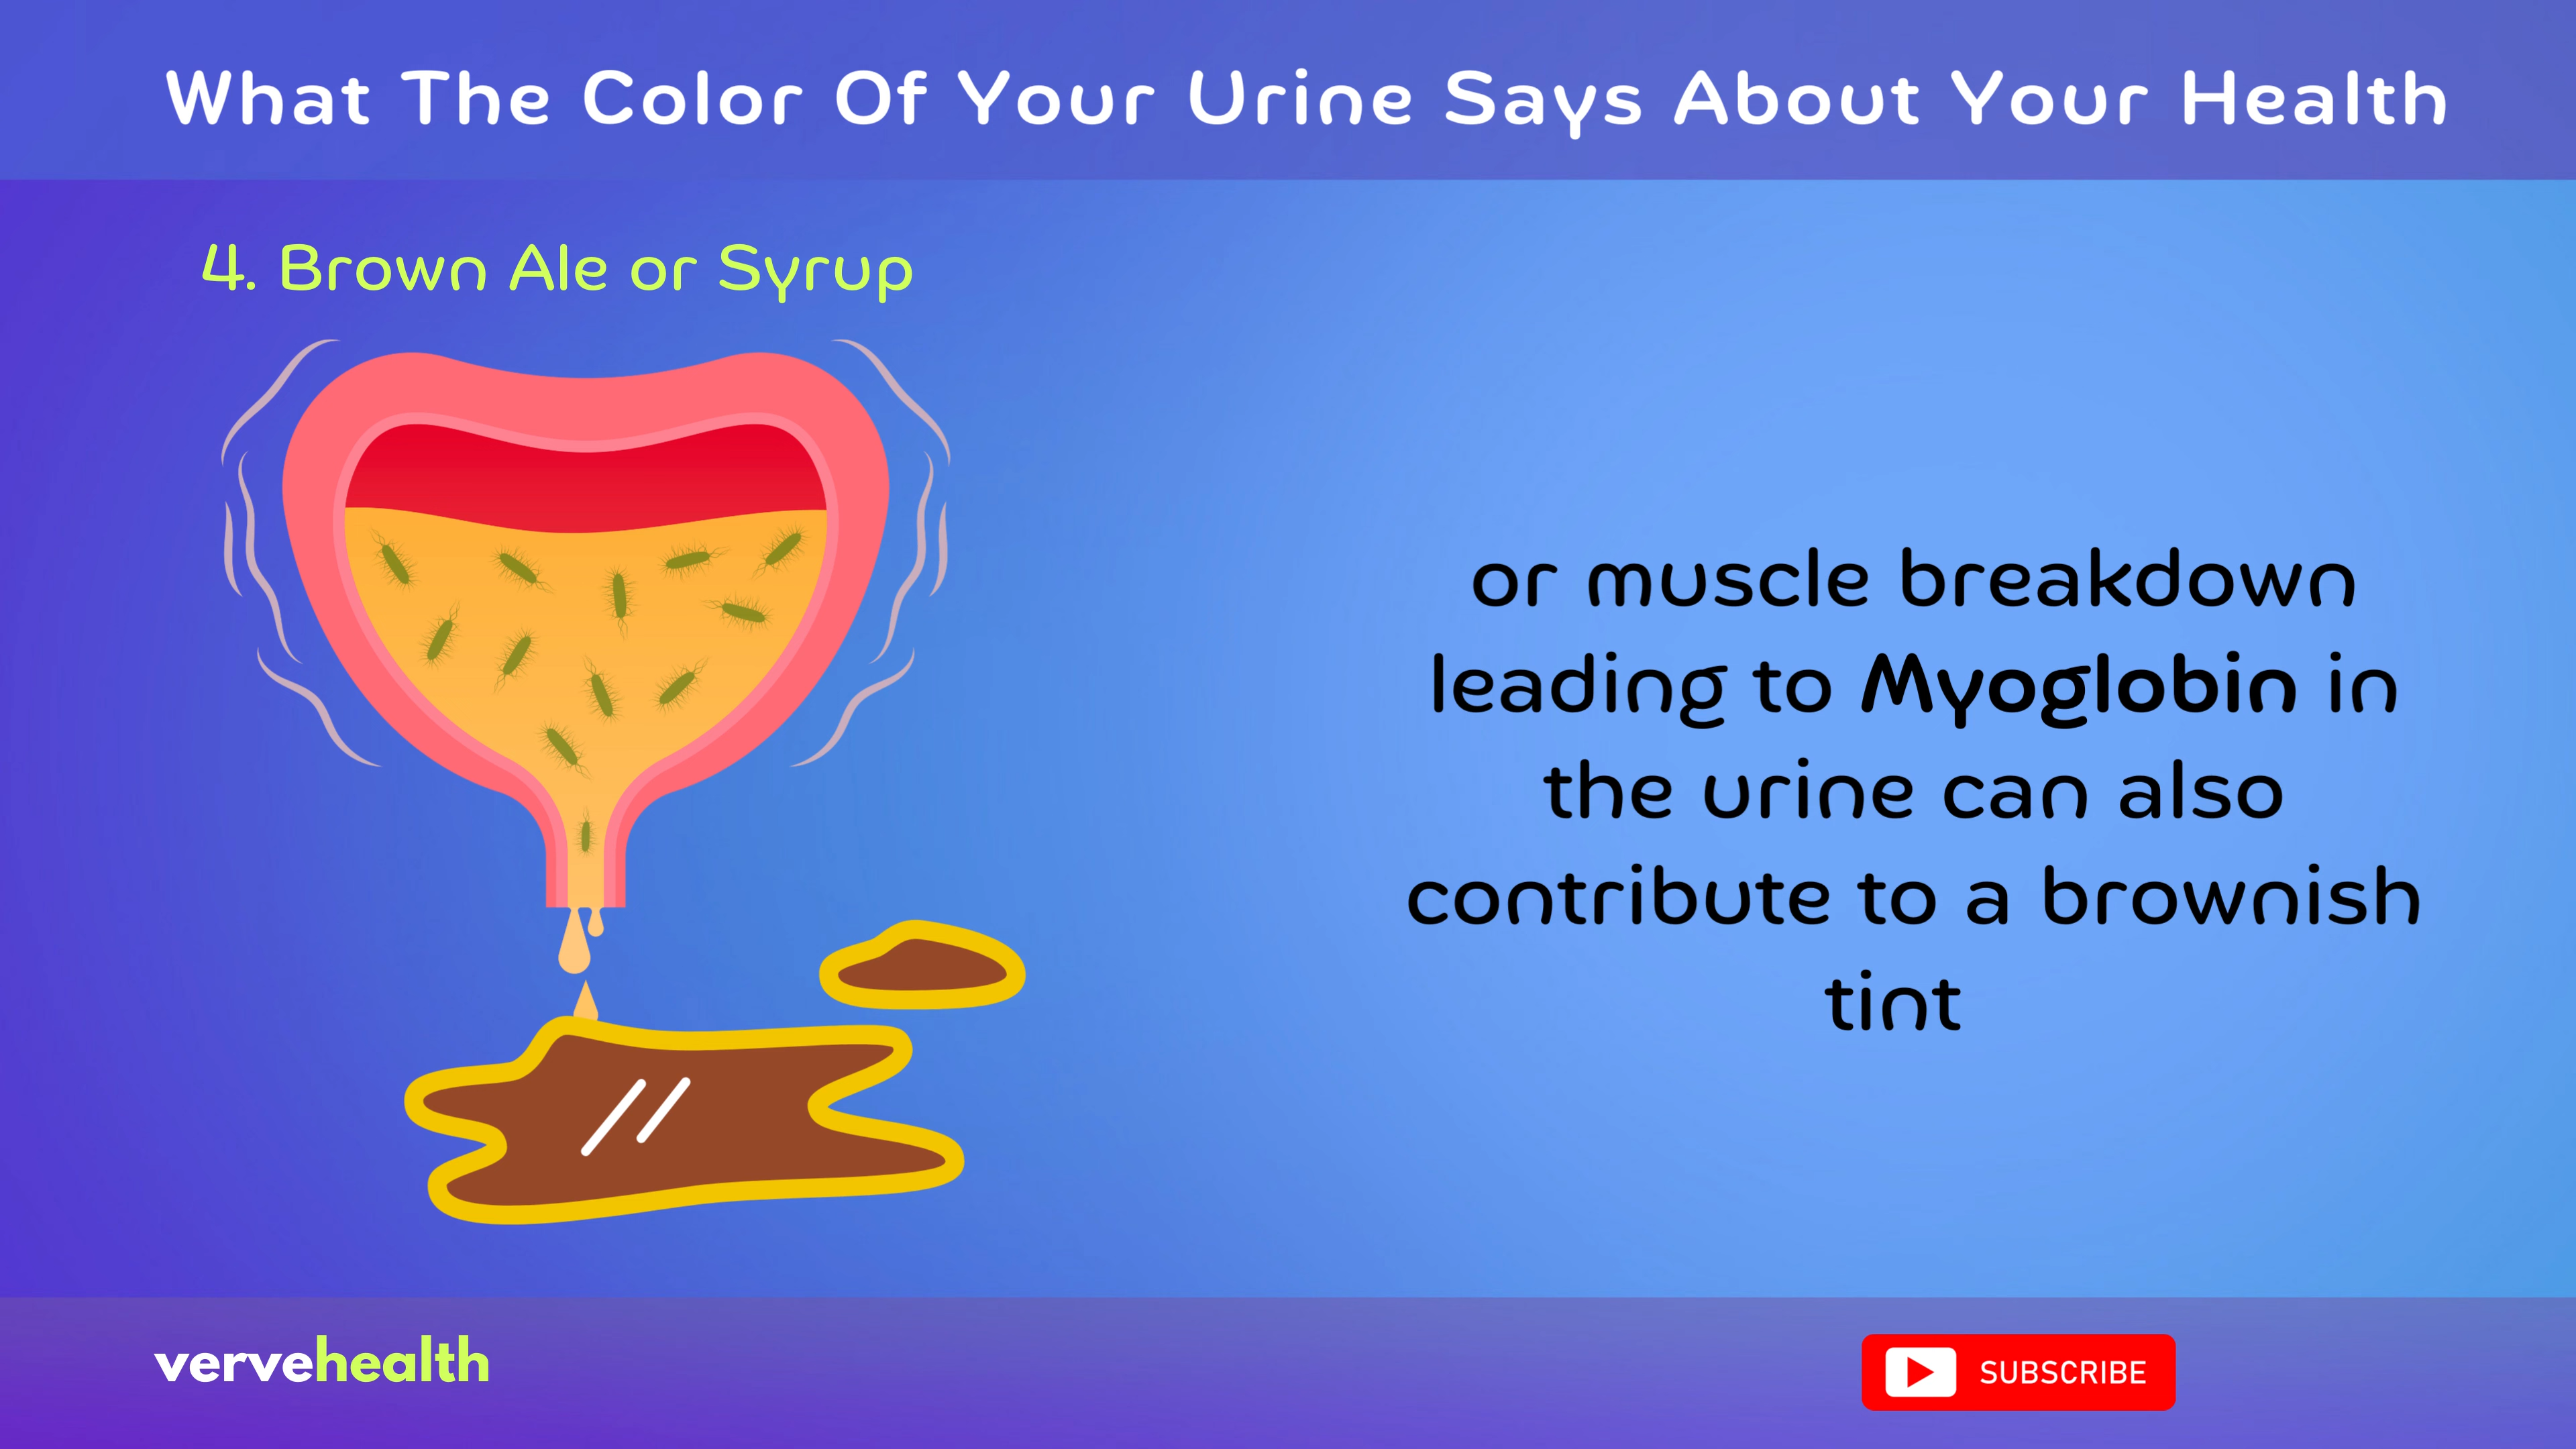 What The Color Of Your Urine Says About Your Health
4. Brown Ale or Syrup
or muscle breakdown
leading to Myoglobin in
the urine can also
contribute to a brownish
tint
vervehealth
SUBSCRIBE